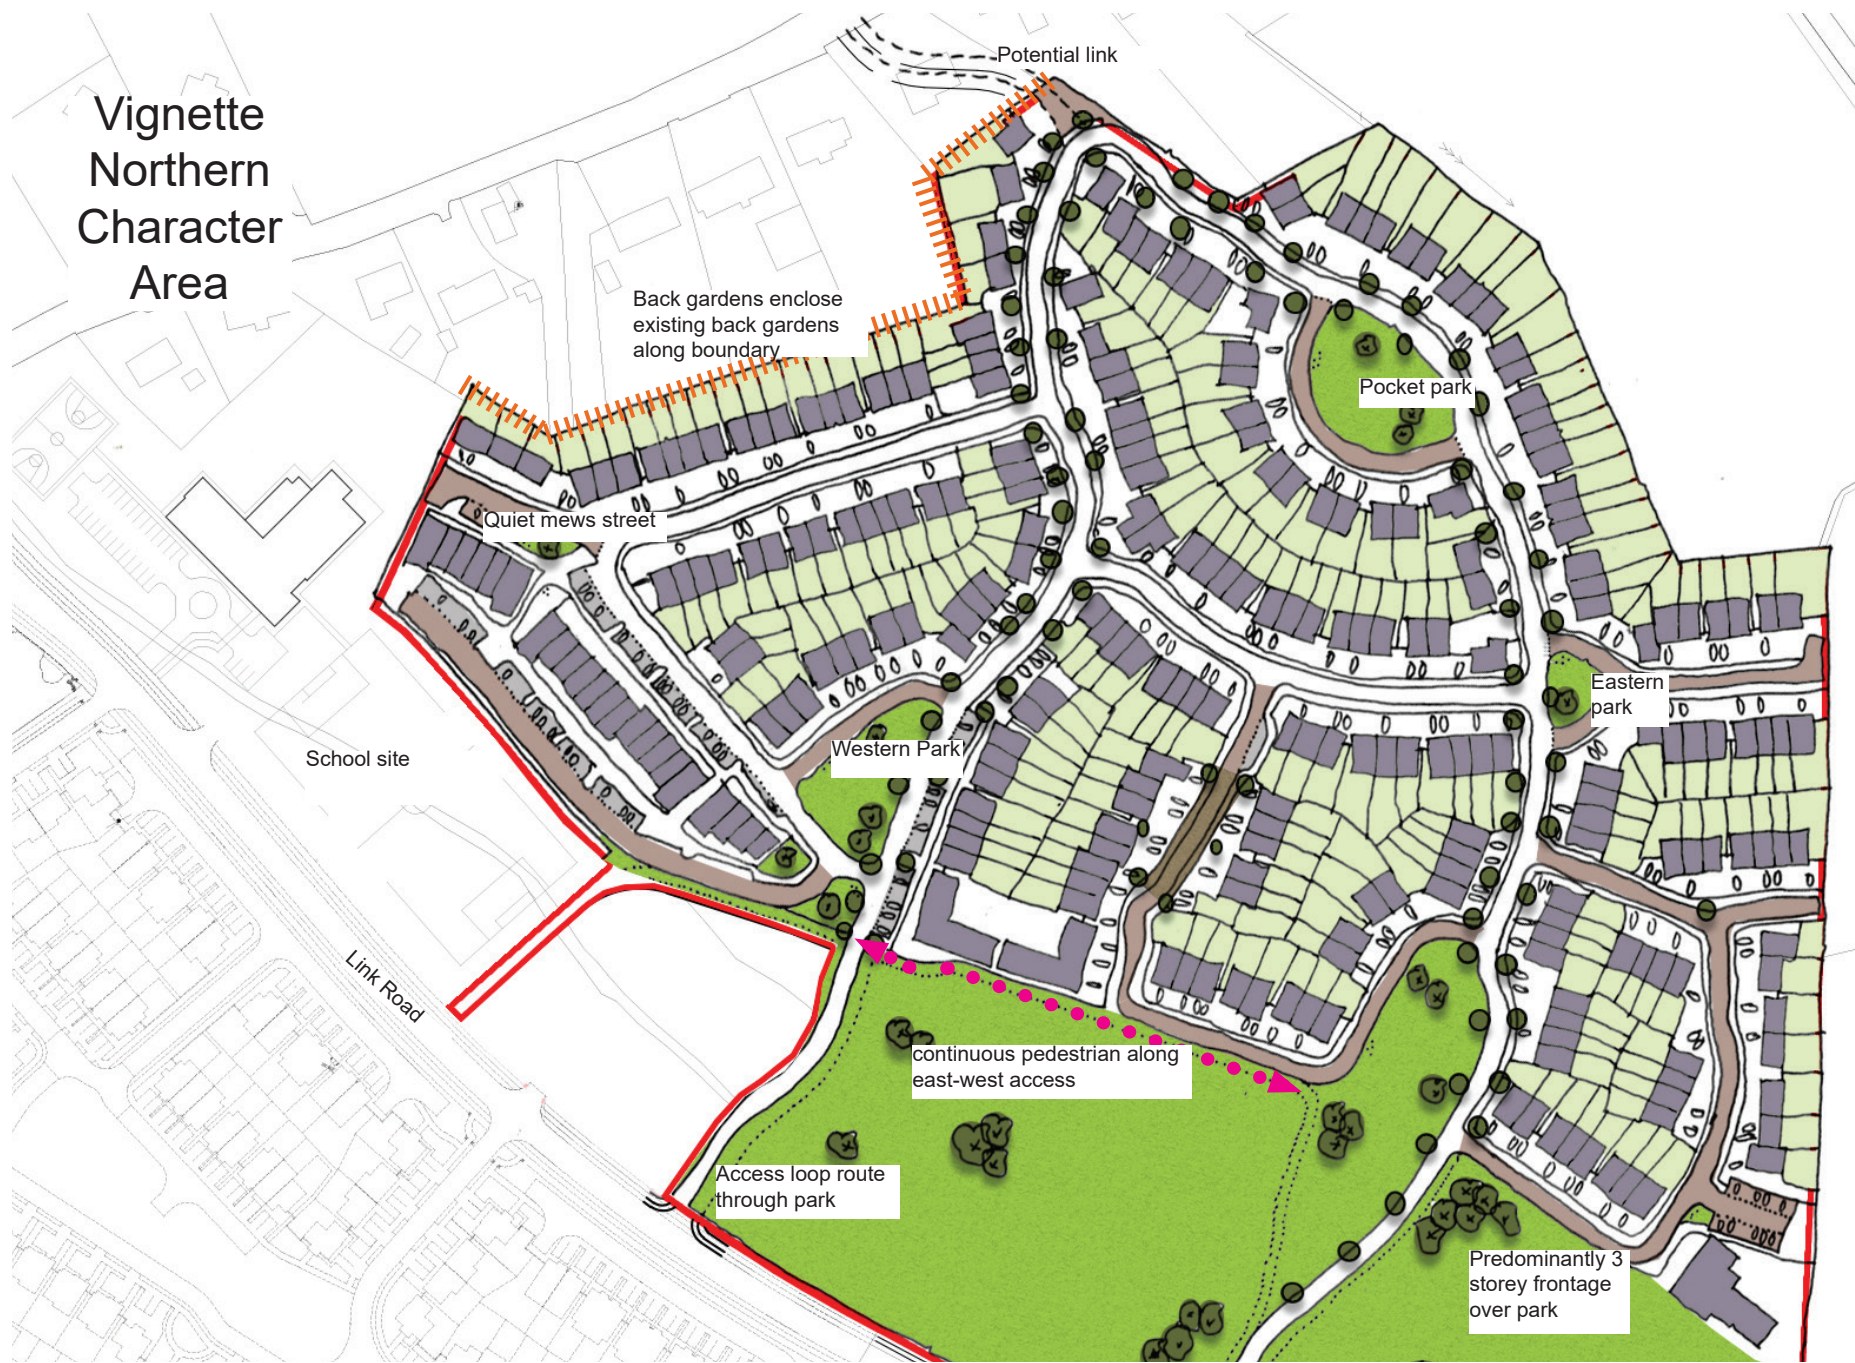 Vignette
Northern
Character
Area
Potential link
Back gardens enclose
existing back gardens
along boundary
Pocket park
Quiet mews street
Eastern
park
Western Park
School site
Link Road
continuous pedestrian along
east-west access
Access loop route
through park
Predominantly 3
storey frontage
over park